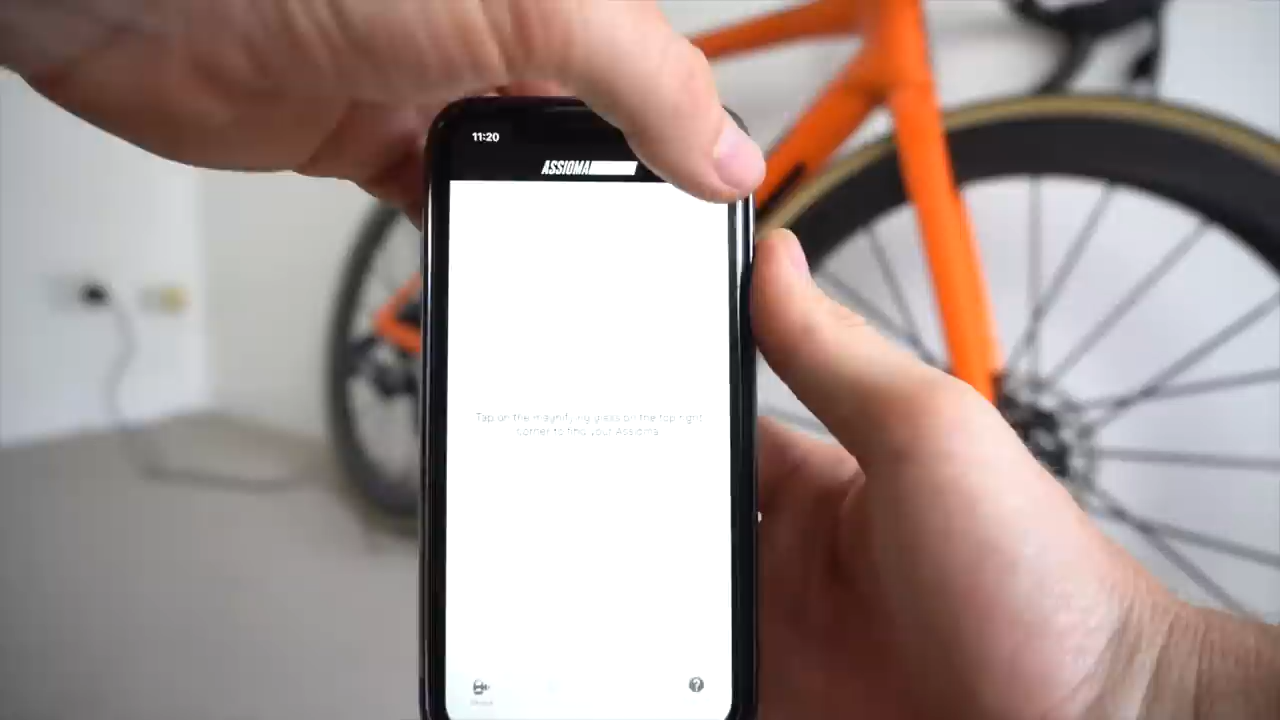 11:20
ASSIOMA
Tap on the magnifying glass on the top right
corner to find your Assioma
?